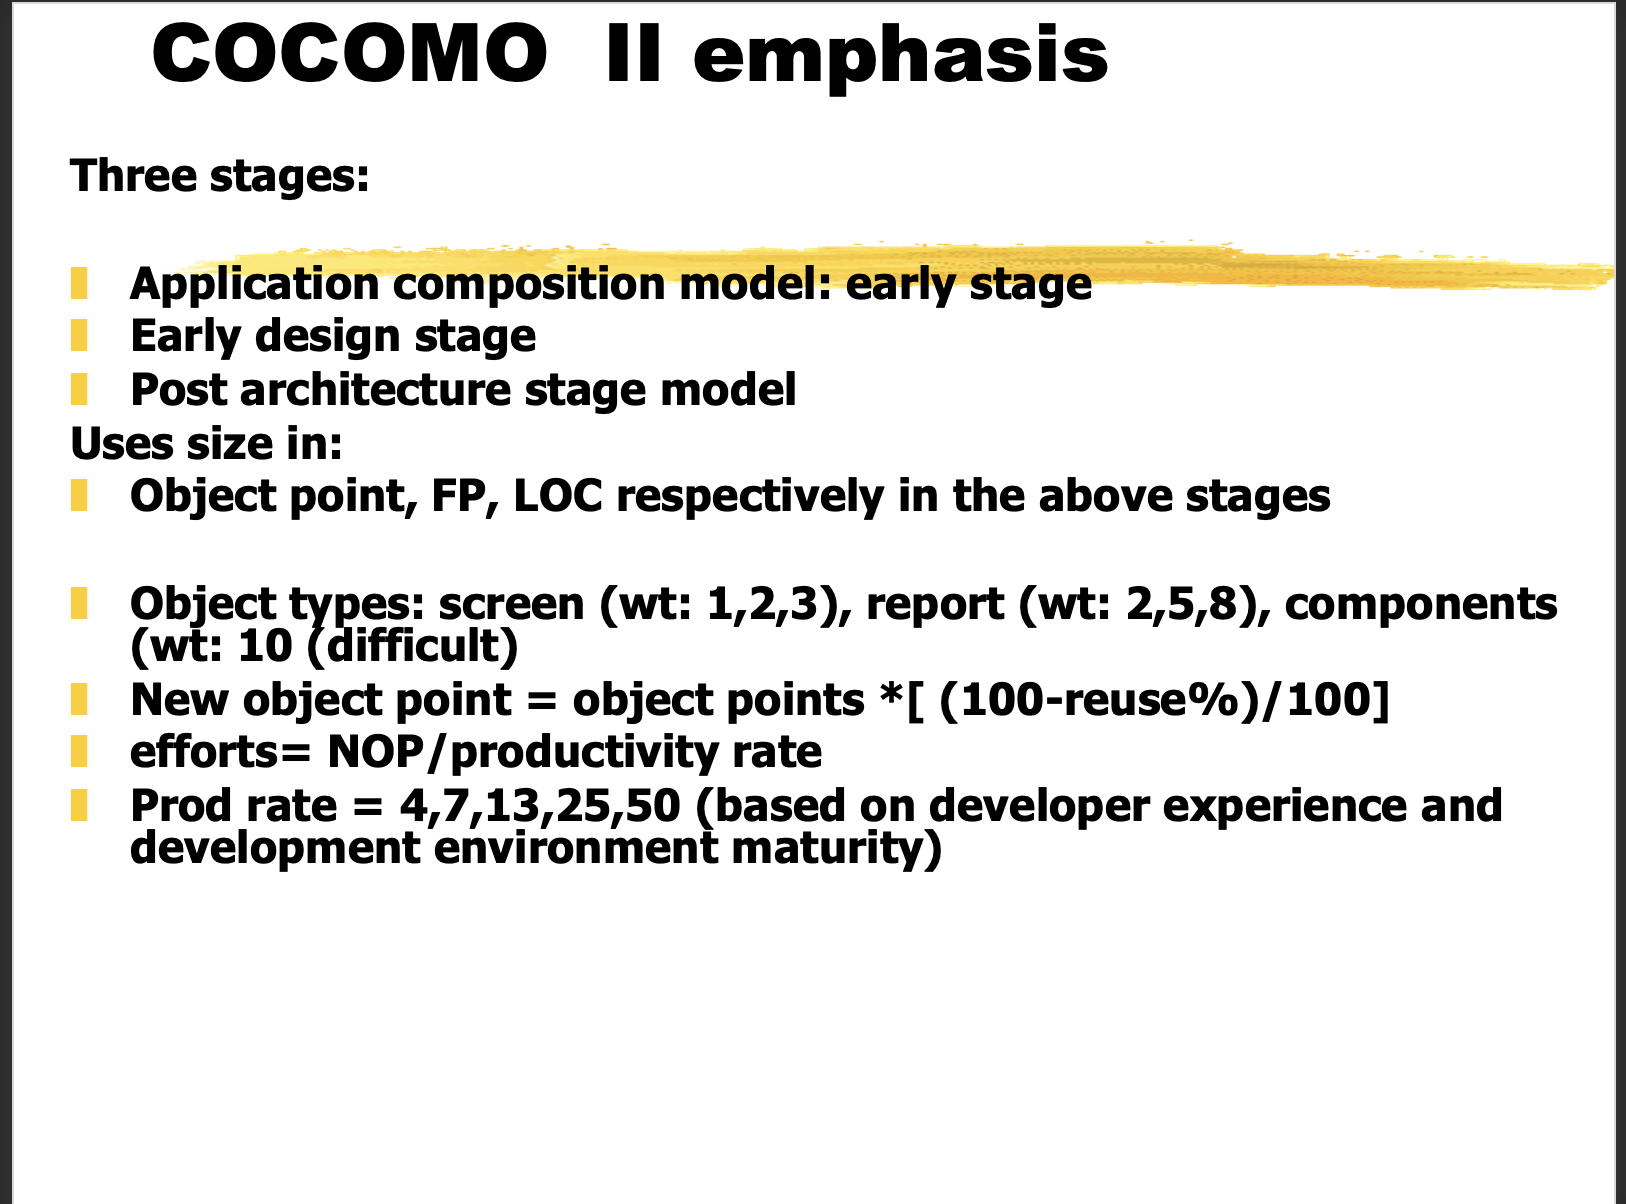 COCOMO II emphasis
Three stages:
Application composition model: early stage
Early design stage
Post architecture stage model
Uses size in:
Object point, FP, LOC respectively in the above stages
Object types: screen (wt: 1,2,3), report (wt: 2,5,8), components
(wt: 10 (difficult)
New object point = object points *[ (100-reuse%)/100]
efforts= NOP/productivity rate
Prod rate = 4,7,13,25,50 (based on developer experience and
development environment maturity)